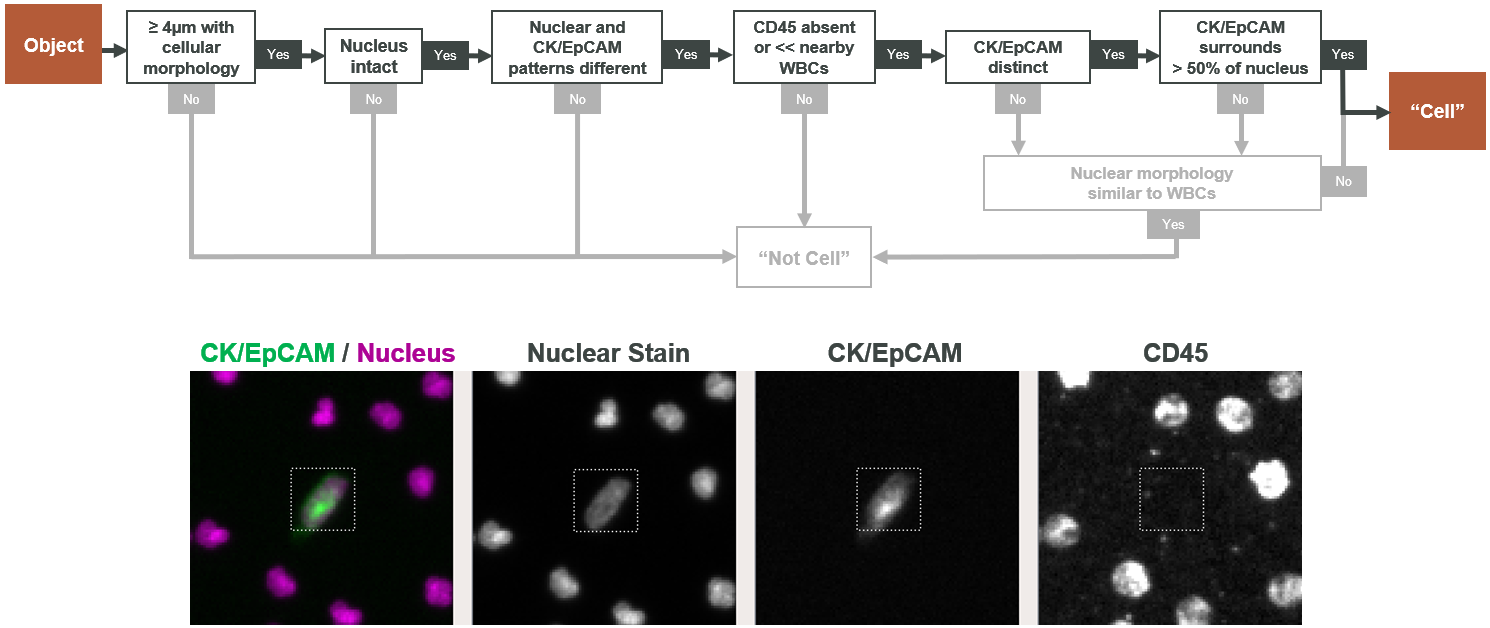 Object
≥ 4μm with
cellular
morphology
Yes
No
Nucleus
intact
Yes
No
Nuclear and
CK/EpCAM
patterns different
Yes
No
CD45 absent
or << nearby
WBCs
Yes
No
CK/EpCAM
distinct
Yes
No
CK/EpCAM
surrounds
> 50% of nucleus
Yes
No
“Cell”
Nuclear morphology
similar to WBCs
No
Yes
“Not Cell”
CK/EpCAM / Nucleus
Nuclear Stain
CK/EpCAM
CD45